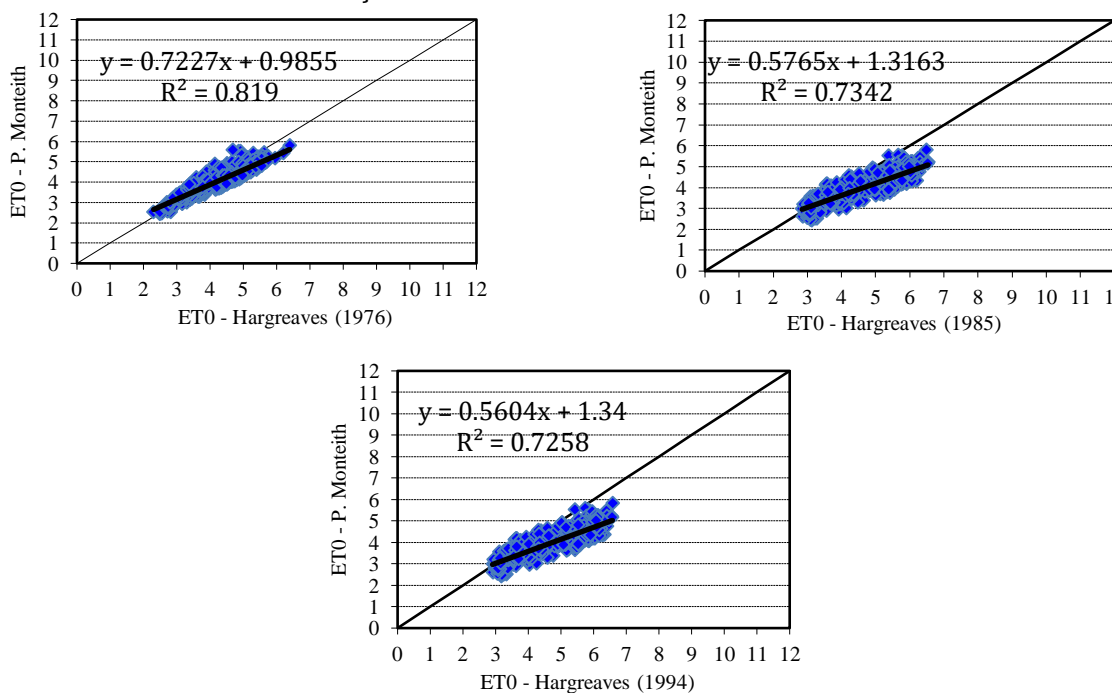 12
11
10
9
8
7
6
5
4
3
2
1
0
ET0 - P. Monteith
y = 0.7227x + 0.9855
R² = 0.819
0 1 2 3 4 5 6 7 8 9 10 11 12
ET0 - Hargreaves (1976)
12
11
10
9
8
7
6
5
4
3
2
1
0
ET0 - P. Monteith
y = 0.5765x + 1.3163
R² = 0.7342
0 1 2 3 4 5 6 7 8 9 10 11
ET0 - Hargreaves (1985)
12
11
10
9
8
7
6
5
4
3
2
1
0
ET0 - P. Monteith
y = 0.5604x + 1.34
R² = 0.7258
0 1 2 3 4 5 6 7 8 9 10 11 12
ET0 - Hargreaves (1994)